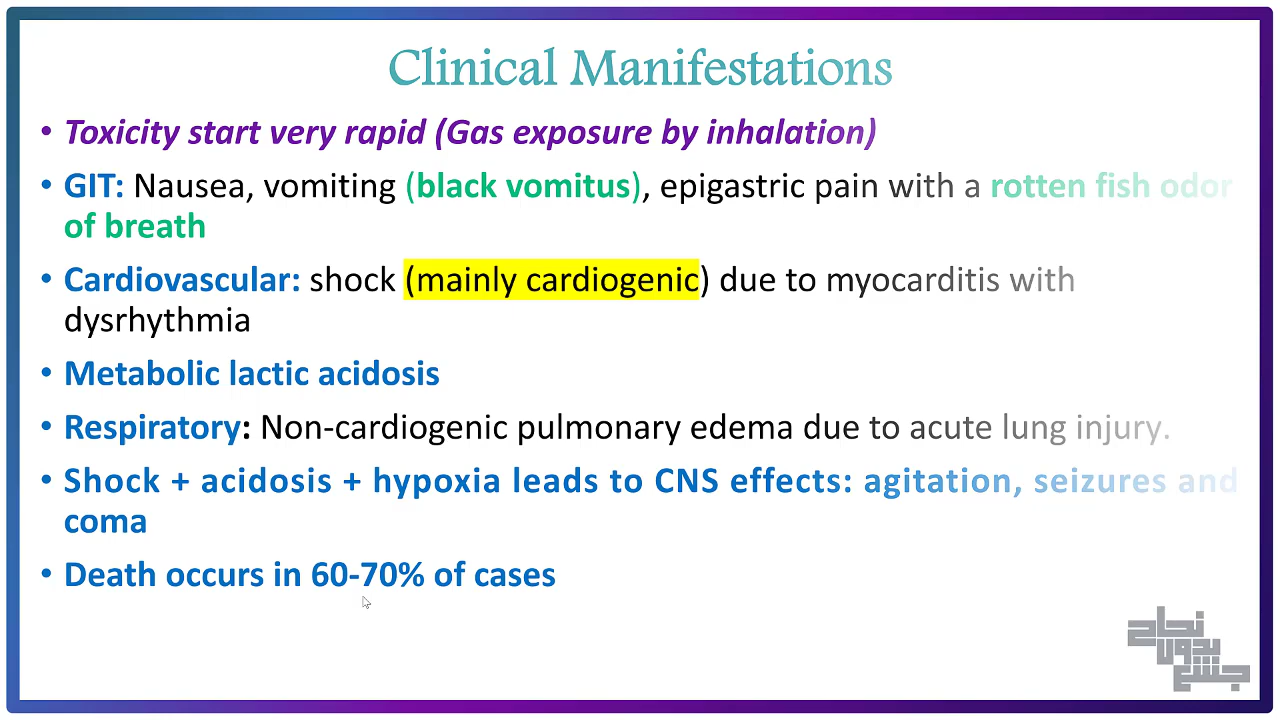 Clinical Manifestations
• Toxicity start very rapid (Gas exposure by inhalation)
• GIT: Nausea, vomiting (black vomitus), epigastric pain with a rotten fish odor
of breath
• Cardiovascular: shock (mainly cardiogenic) due to myocarditis with
dysrhythmia
• Metabolic lactic acidosis
• Respiratory: Non-cardiogenic pulmonary edema due to acute lung injury.
• Shock + acidosis + hypoxia leads to CNS effects: agitation, seizures and
coma
• Death occurs in 60-70% of cases
نجاح
بدون
جشع